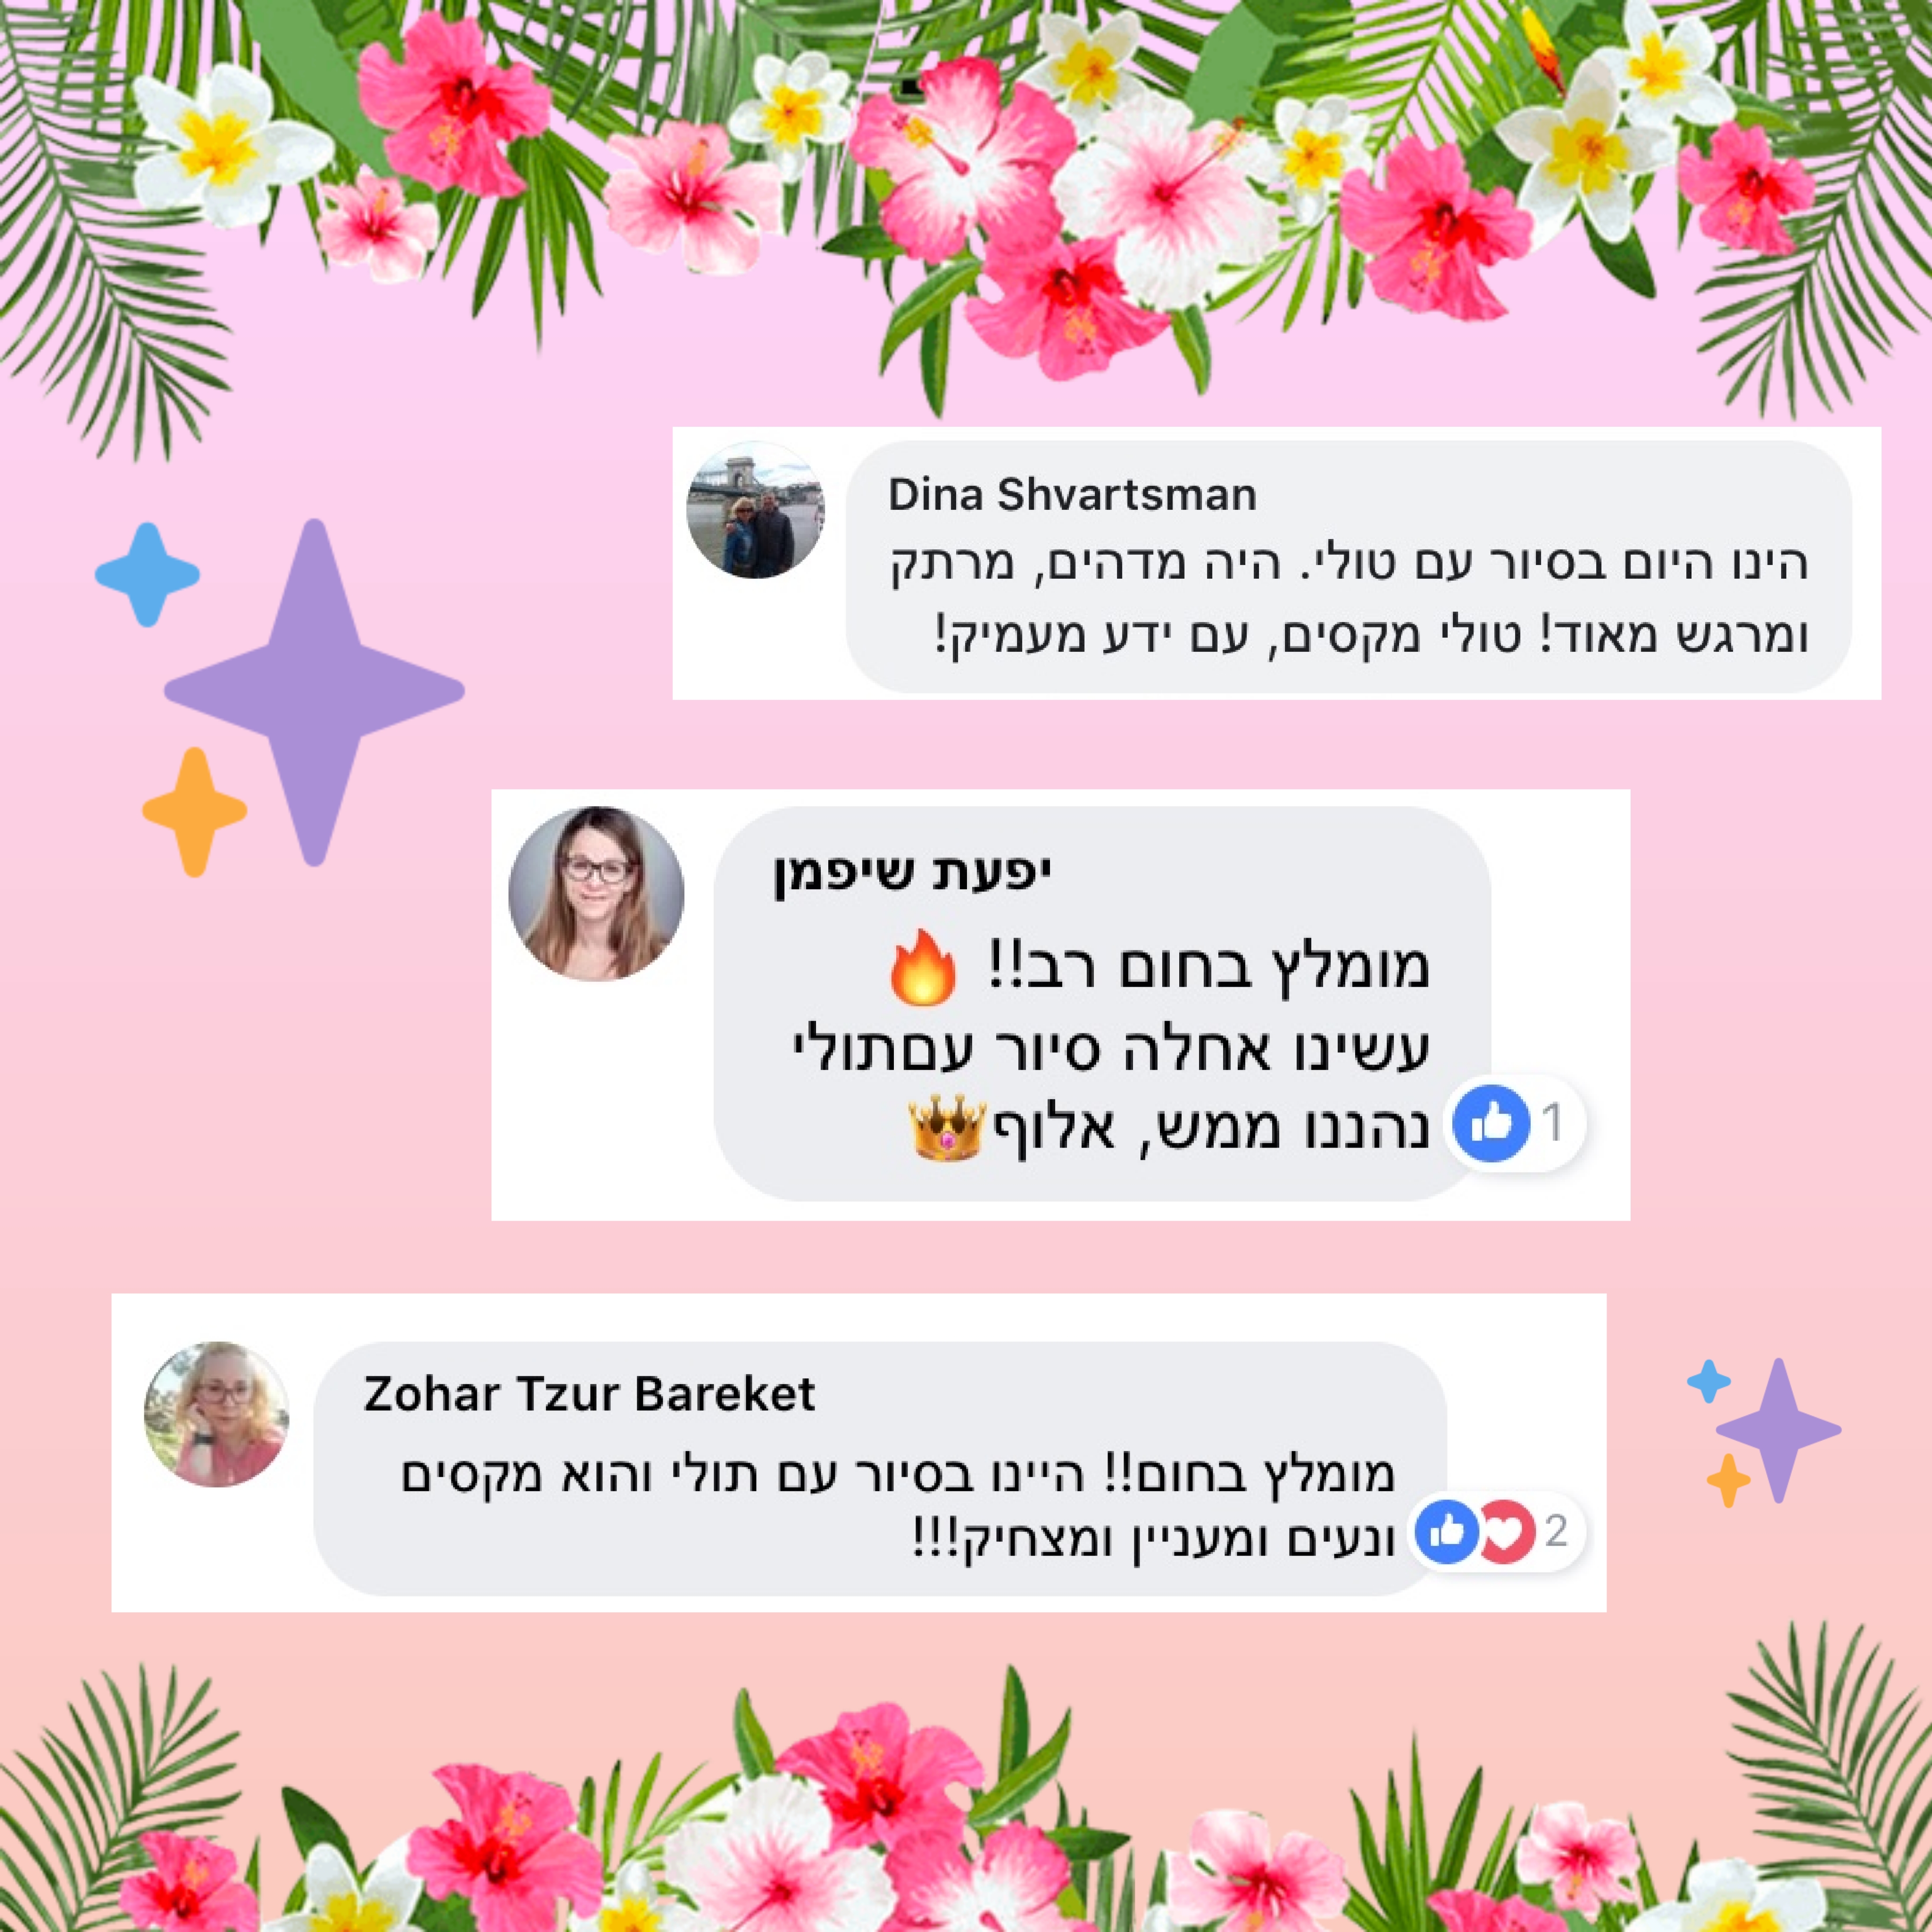 Dina Shvartsman
הינו היום בסיור עם טולי. היה מדהים, מרתק
ומרגש מאוד! טולי מקסים, עם ידע מעמיק!
יפעת שיפמן
מומלץ בחום רב!! 🔥
עשינו אחלה סיור עםתולי
נהננו ממש, אלוף👑
1
Zohar Tzur Bareket
מומלץ בחום!! היינו בסיור עם תולי והוא מקסים
ונעים ומעניין ומצחיק!!!
2